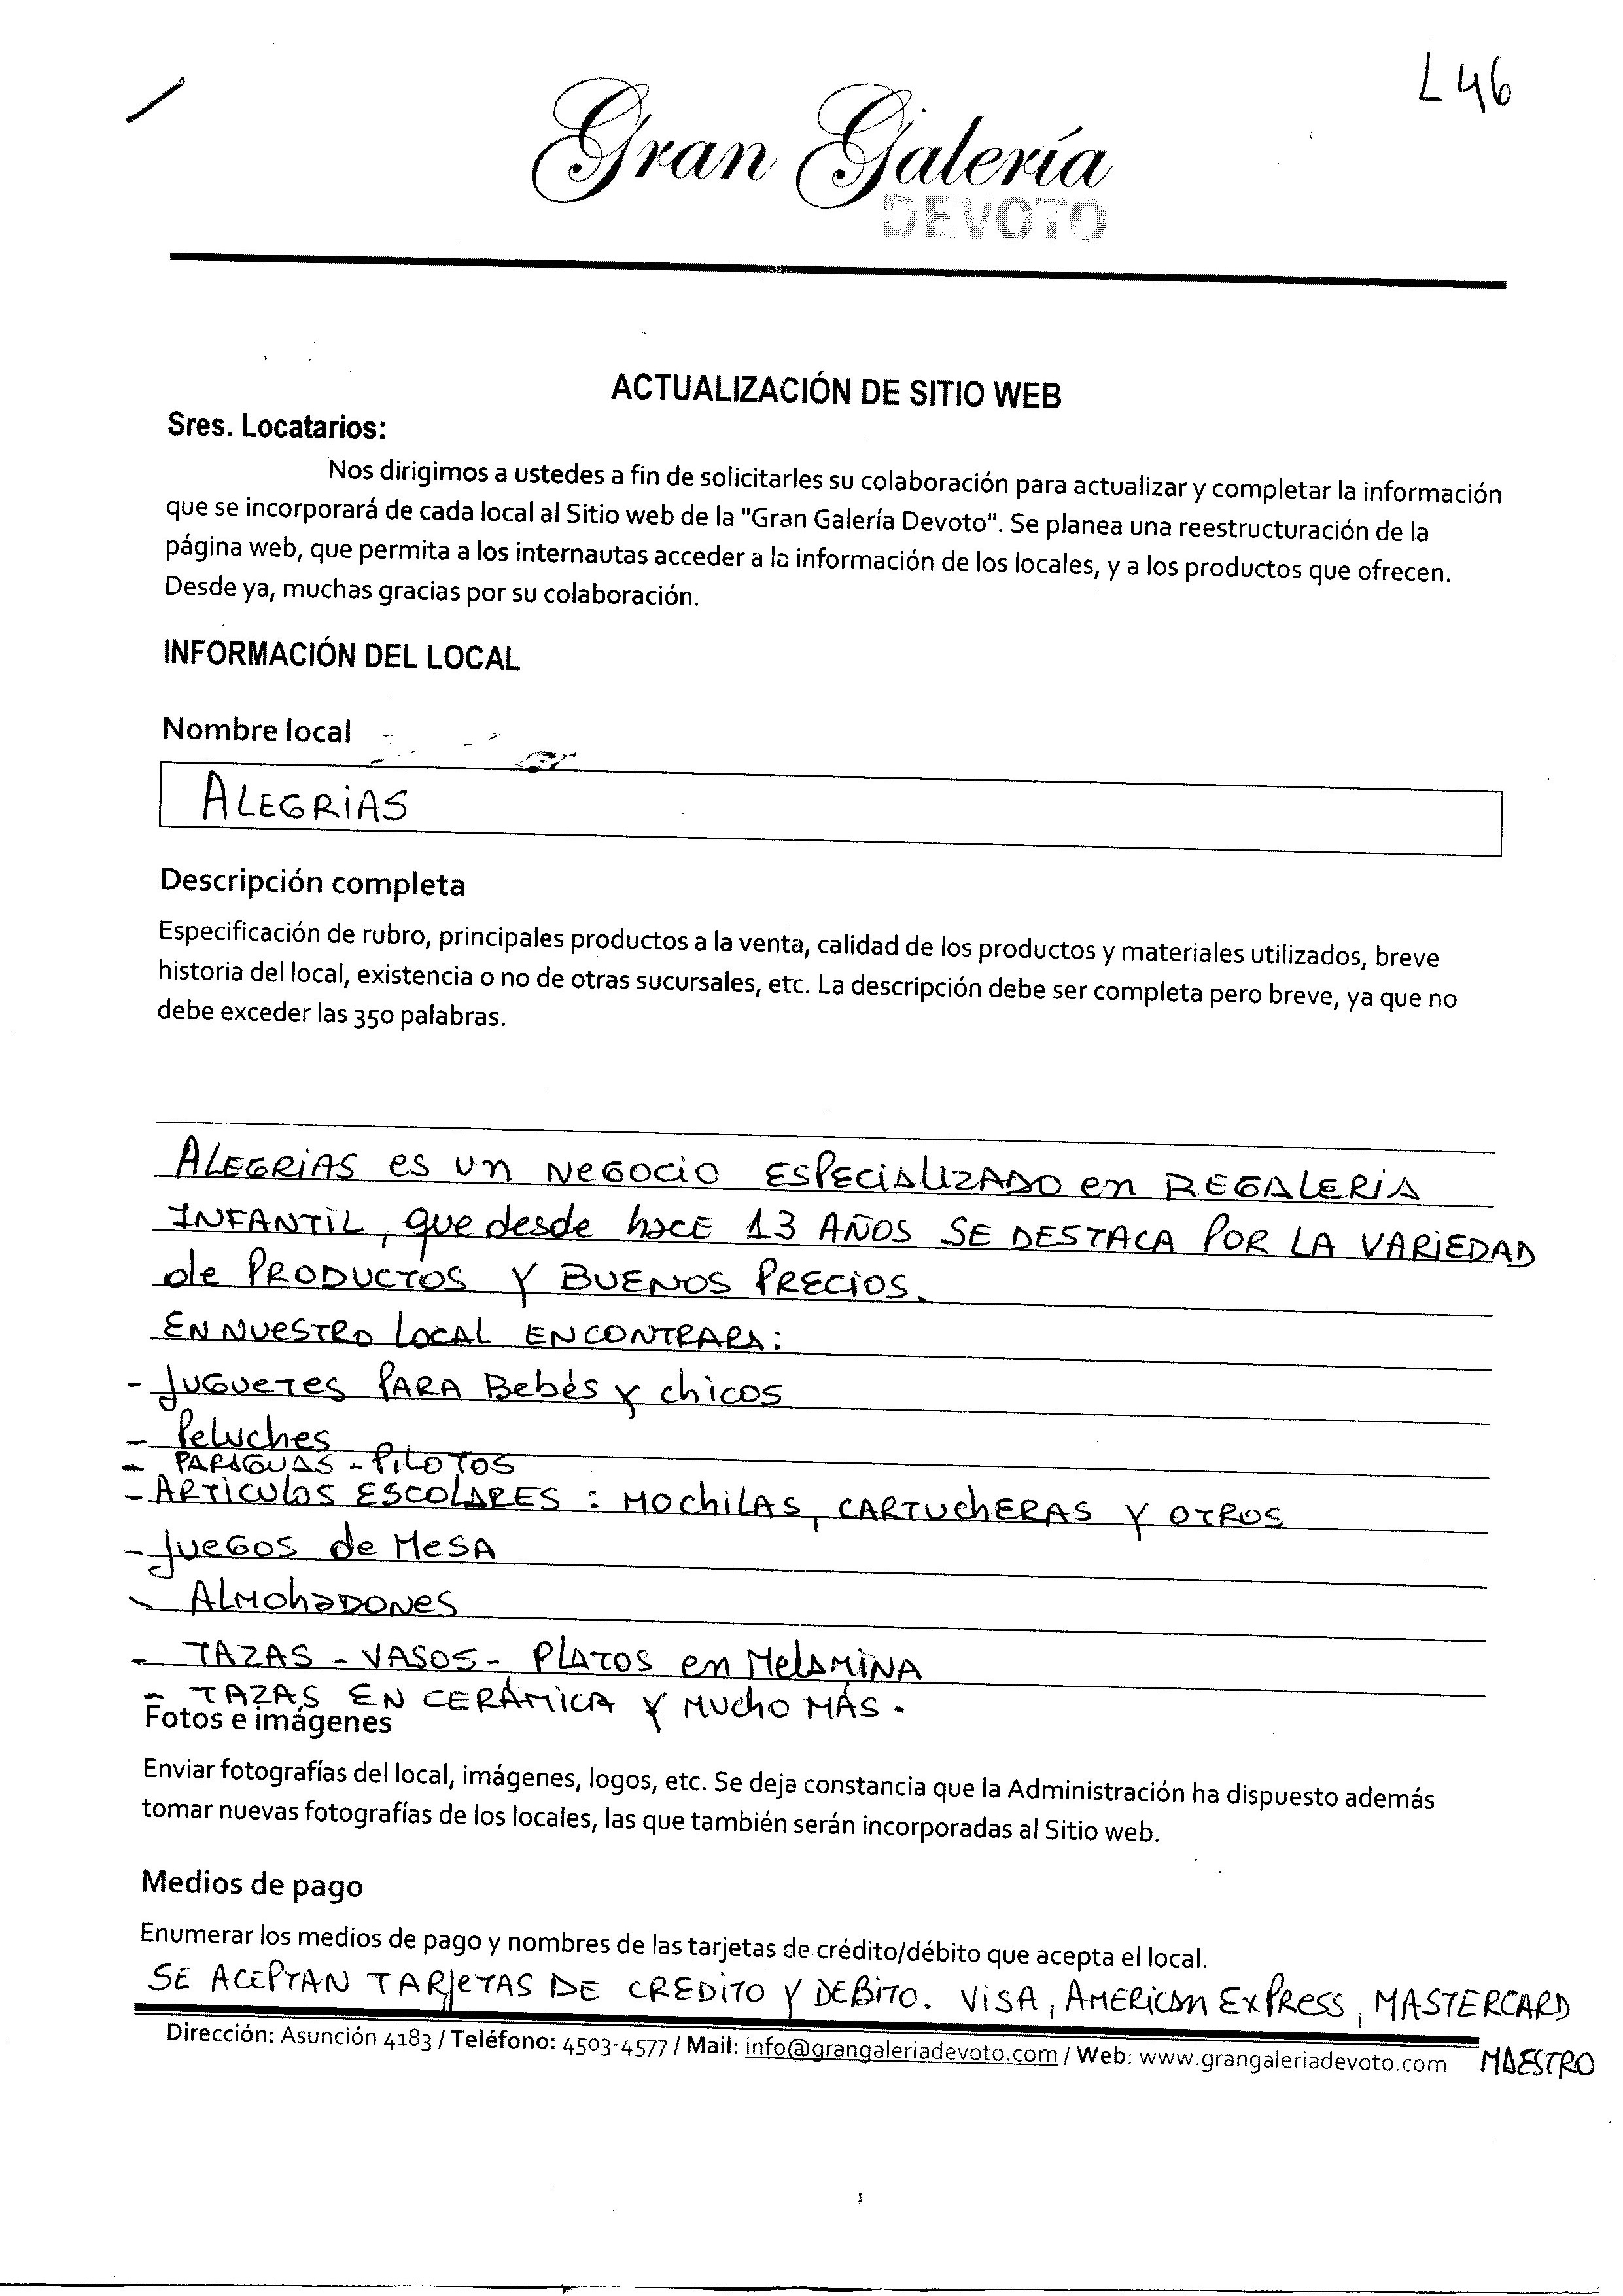 L 46
Gran Galería
DEVOTO
ACTUALIZACIÓN DE SITIO WEB
Sres. Locatarios:
Nos dirigimos a ustedes a fin de solicitarles su colaboración para actualizar y completar la información
que se incorporará de cada local al Sitio web de la "Gran Galería Devoto". Se planea una reestructuración de la
página web, que permita a los internautas acceder a la información de los locales, y a los productos que ofrecen.
Desde ya, muchas gracias por su colaboración.
INFORMACIÓN DEL LOCAL
Nombre local
ALEGRIAS
Descripción completa
Especificación de rubro, principales productos a la venta, calidad de los productos y materiales utilizados, breve
historia del local, existencia o no de otras sucursales, etc. La descripción debe ser completa pero breve, ya que no
debe exceder las 350 palabras.
ALEGRIAS es un NEGOCIO ESPECIALIZADO en REGALERIA
INFANTIL, que desde hace 13 AÑOS SE DESTACA POR LA VARIEDAD
de PRODUCTOS Y BUENOS PRECIOS.
EN NUESTRO LOCAL ENCONTRARA:
- JUGUETES PARA Bebés y chicos
- Peluches
- PARAGUAS - PILOTOS
- ARTICULOS ESCOLARES : MOCHILAS, CARTUCHERAS Y OTROS
- JUEGOS de MESA
- ALMOHADONES
- TAZAS - VASOS - PLATOS en MELAMINA
- TAZAS EN CERÁMICA Y MUCHO MÁS.
Fotos e imágenes
Enviar fotografías del local, imágenes, logos, etc. Se deja constancia que la Administración ha dispuesto además
tomar nuevas fotografías de los locales, las que también serán incorporadas al Sitio web.
Medios de pago
Enumerar los medios de pago y nombres de las tarjetas de crédito/débito que acepta el local.
SE ACEPTAN TARJETAS DE CREDITO Y DEBITO. VISA, AMERICAN EXPRESS, MASTERCARD
MAESTRO
Dirección: Asunción 4183 / Teléfono: 4503-4577 / Mail: info@grangaleriadevoto.com / Web: www.grangaleriadevoto.com